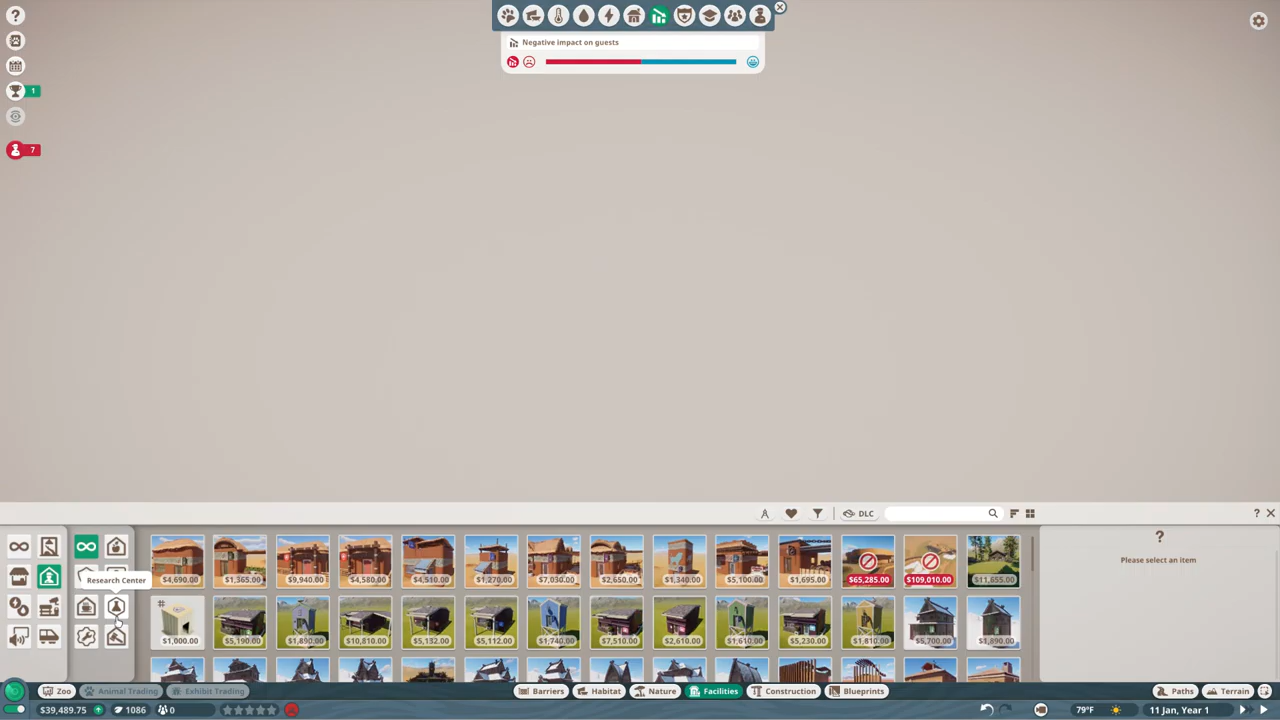 ?
Negative impact on guests
1
7
DLC
? ×
Research Center
$4,690.00 $1,365.00 $9,940.00 $4,580.00 $4,510.00 $1,270.00 $7,030.00 $2,650.00 $1,340.00 $5,100.00 $1,695.00 $65,285.00 $109,010.00 $11,655.00
$1,000.00 $5,190.00 $1,890.00 $10,810.00 $5,132.00 $5,112.00 $1,740.00 $7,510.00 $2,610.00 $1,610.00 $5,230.00 $1,810.00 $5,700.00 $1,890.00
?
Please select an item
Zoo Animal Trading Exhibit Trading Barriers Habitat Nature Facilities Construction Blueprints Paths Terrain
$39,489.75 1086 0 79°F 11 Jan, Year 1